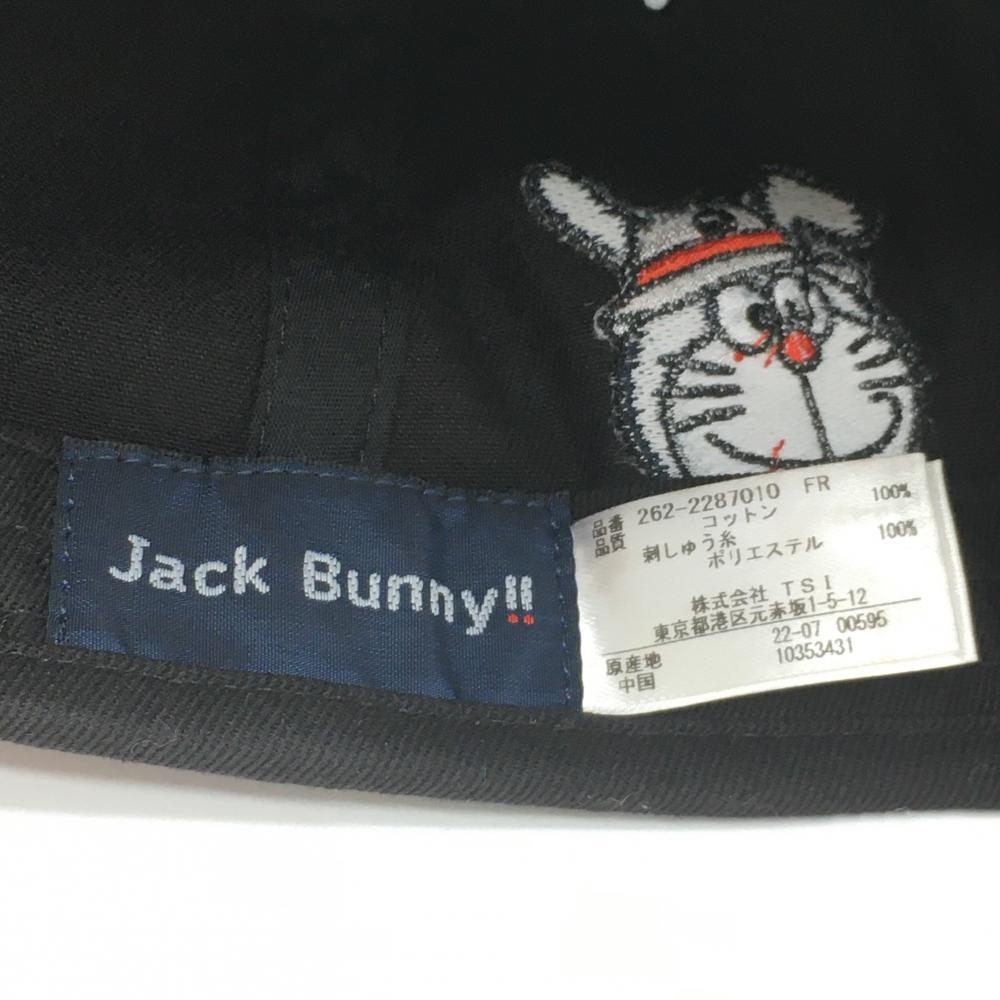 Jack Bunny!!
品番 262-2287010 FR
品質 コットン 100%
刺しゅう糸
ポリエステル 100%
株式会社 TSI
東京都港区元赤坂1-5-12
22-07 00595
原産地 10353431
中国